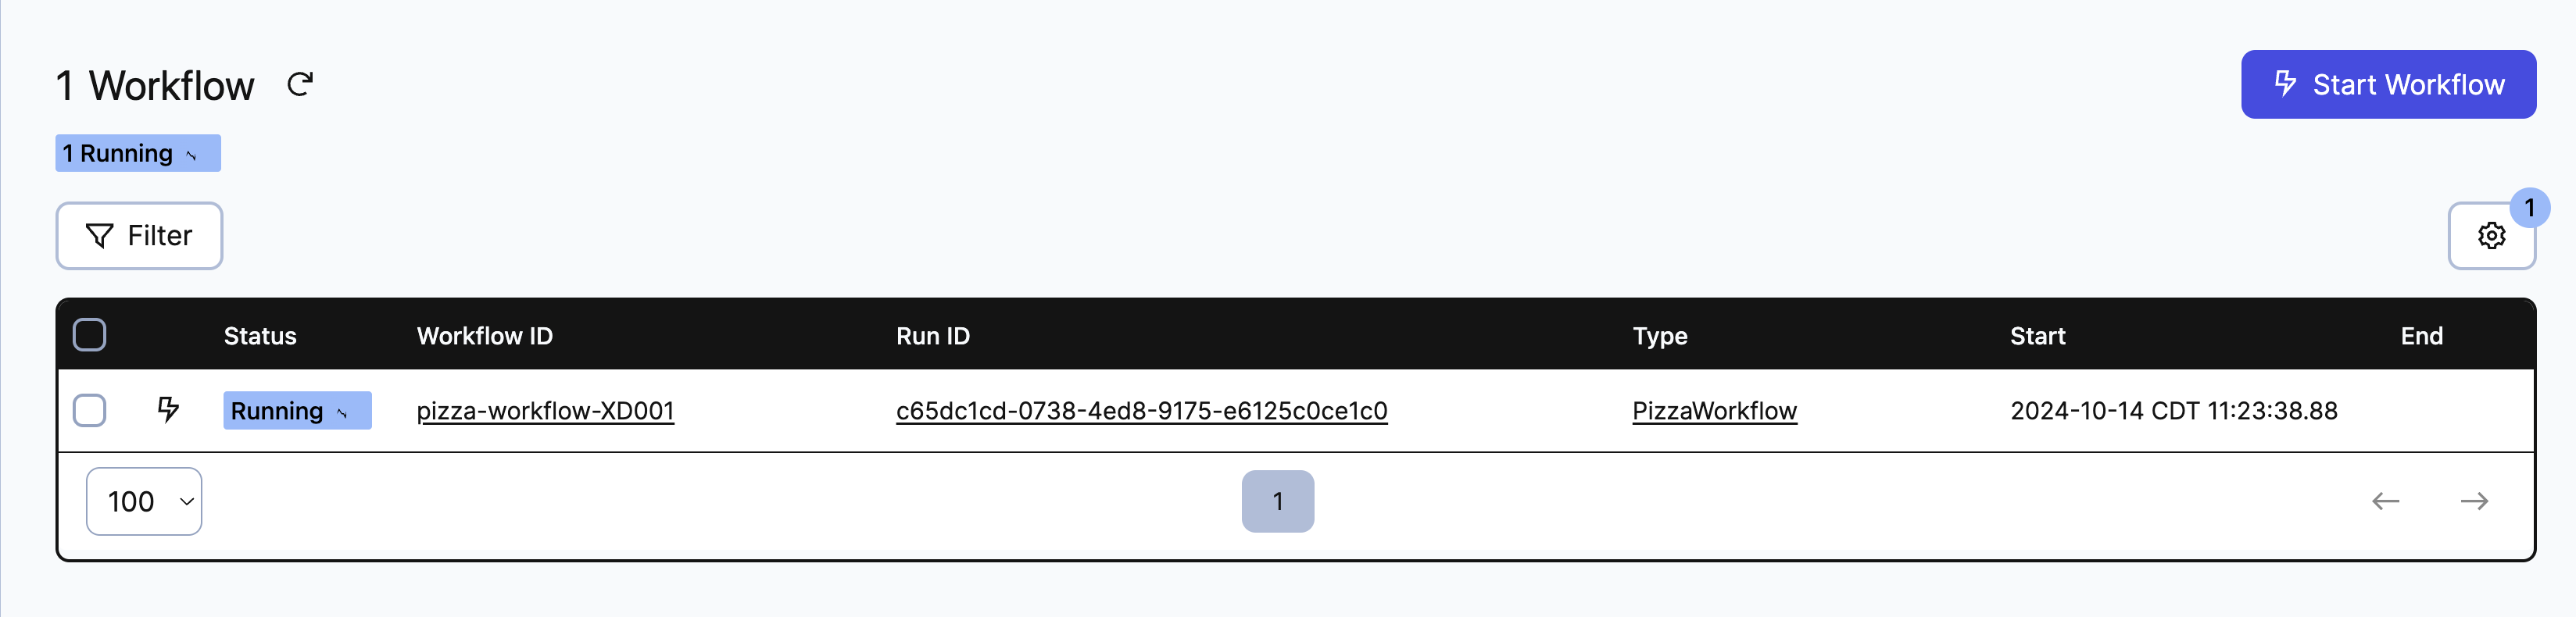 1 Workflow
Start Workflow
1 Running
Filter
1
Status Workflow ID Run ID Type Start End
Running pizza-workflow-XD001 c65dc1cd-0738-4ed8-9175-e6125c0ce1c0 PizzaWorkflow 2024-10-14 CDT 11:23:38.88
100 1